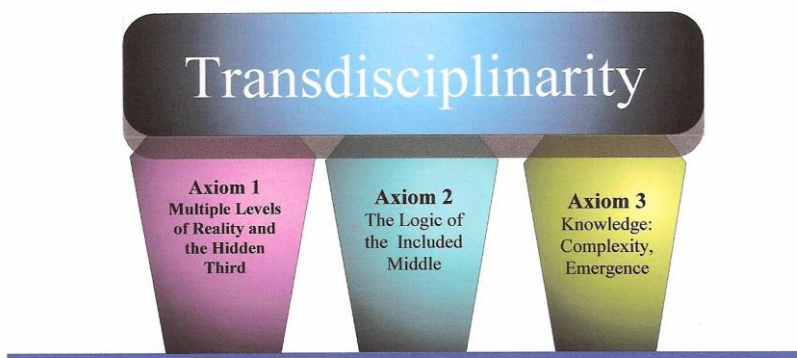 Transdisciplinarity
Axiom 1
Multiple Levels
of Reality and
the Hidden
Third
Axiom 2
The Logic of
the Included
Middle
Axiom 3
Knowledge:
Complexity,
Emergence